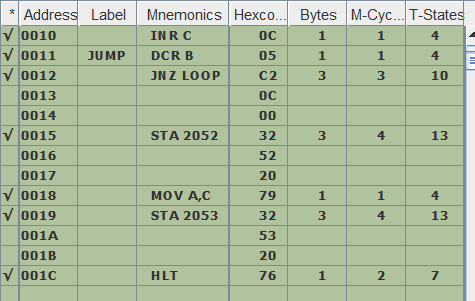 * Address Label Mnemonics Hexco... Bytes M-Cyc... T-States
√ 0010 INR C 0C 1 1 4
√ 0011 JUMP DCR B 05 1 1 4
√ 0012 JNZ LOOP C2 3 3 10
0013 0C
0014 00
√ 0015 STA 2052 32 3 4 13
0016 52
0017 20
√ 0018 MOV A,C 79 1 1 4
√ 0019 STA 2053 32 3 4 13
001A 53
001B 20
√ 001C HLT 76 1 2 7